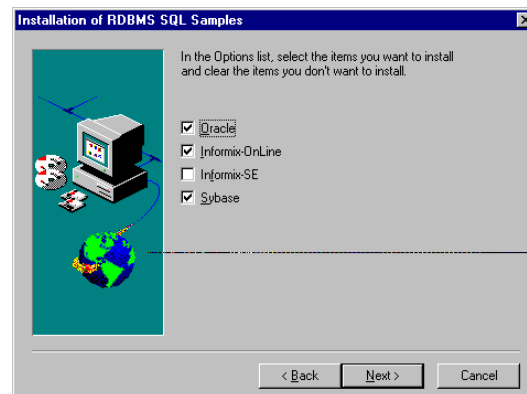 Installation of RDBMS SQL Samples
In the Options list, select the items you want to install
and clear the items you don't want to install.
Oracle
Informix-OnLine
Informix-SE
Sybase
< Back
Next >
Cancel